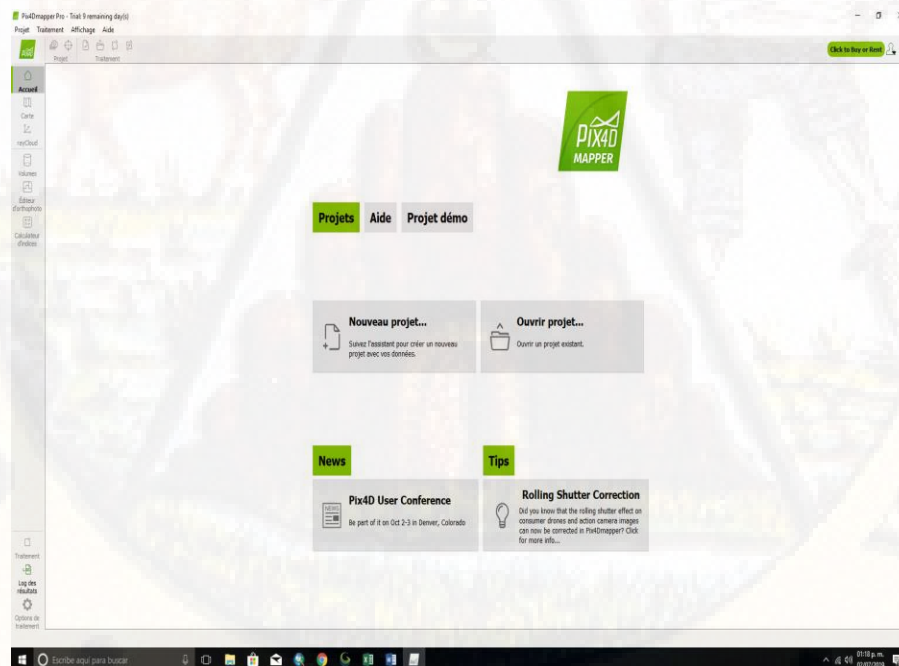 Pix4Dmapper Pro - Trial: 9 remaining day(s)
Projet Traitement Affichage Aide
Projet Traitement
Click to Buy or Rent
Accueil
Carte
rayCloud
Volumes
Éditeur
d'orthophoto
Calculateur
d'indices
PIX4D
MAPPER
Projets Aide Projet démo
Nouveau projet...
Suivez l'assistant pour créer un nouveau
projet avec vos données.
Ouvrir projet...
Ouvrir un projet existant.
News
NEWS
Pix4D User Conference
Be part of it on Oct 2-3 in Denver, Colorado
Tips
Rolling Shutter Correction
Did you know that the rolling shutter effect on
consumer drones and action camera images
can now be corrected in Pix4Dmapper? Click
for more info...
Traitement
Log des
résultats
Options de
traitement
Escribe aquí para buscar
01:18 p. m.